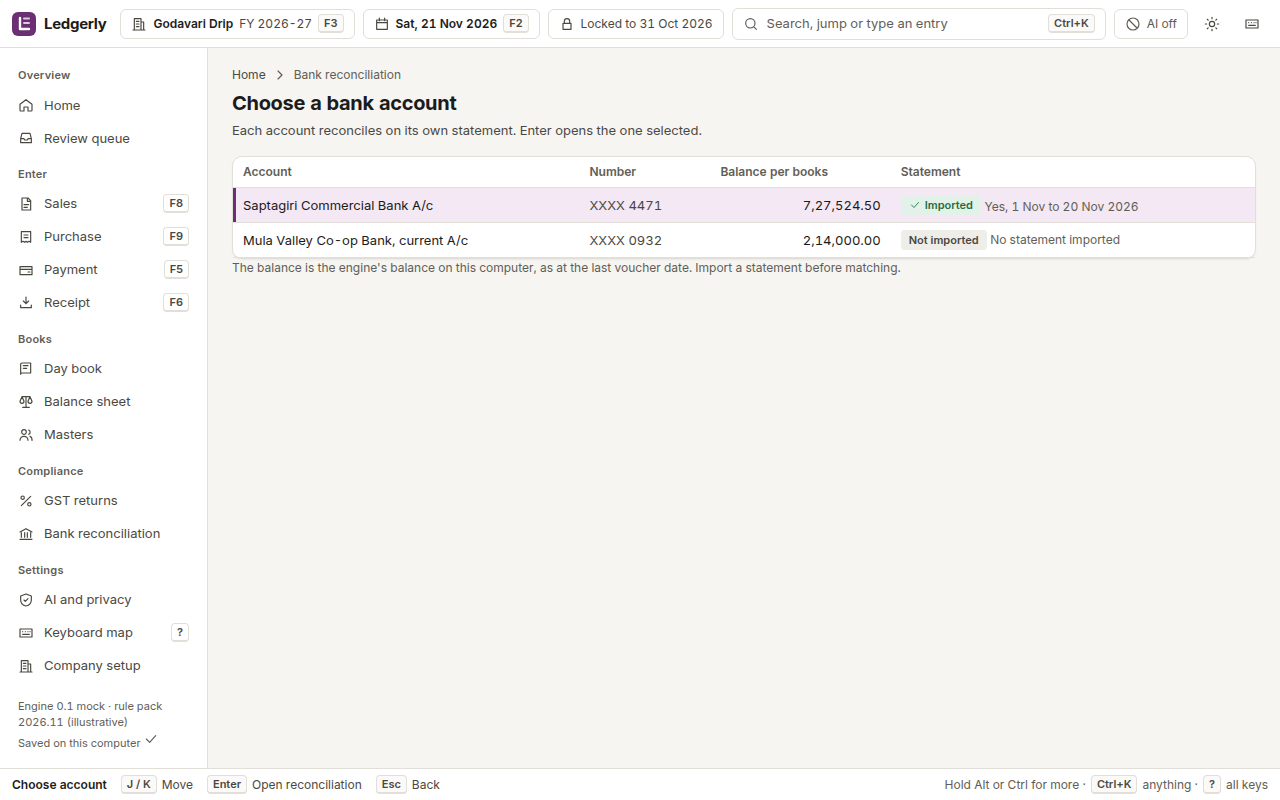 Ledgerly
Godavari Drip FY 2026-27 F3
Sat, 21 Nov 2026 F2
Locked to 31 Oct 2026
Search, jump or type an entry Ctrl+K
AI off
Overview
Home
Review queue
Enter
Sales F8
Purchase F9
Payment F5
Receipt F6
Books
Day book
Balance sheet
Masters
Compliance
GST returns
Bank reconciliation
Settings
AI and privacy
Keyboard map ?
Company setup
Engine 0.1 mock · rule pack
2026.11 (illustrative)
Saved on this computer
Home Bank reconciliation
Choose a bank account
Each account reconciles on its own statement. Enter opens the one selected.
Account Number Balance per books Statement
Saptagiri Commercial Bank A/c XXXX 4471 7,27,524.50 Imported Yes, 1 Nov to 20 Nov 2026
Mula Valley Co-op Bank, current A/c XXXX 0932 2,14,000.00 Not imported No statement imported
The balance is the engine's balance on this computer, as at the last voucher date. Import a statement before matching.
Choose account J / K Move Enter Open reconciliation Esc Back
Hold Alt or Ctrl for more · Ctrl+K anything · ? all keys